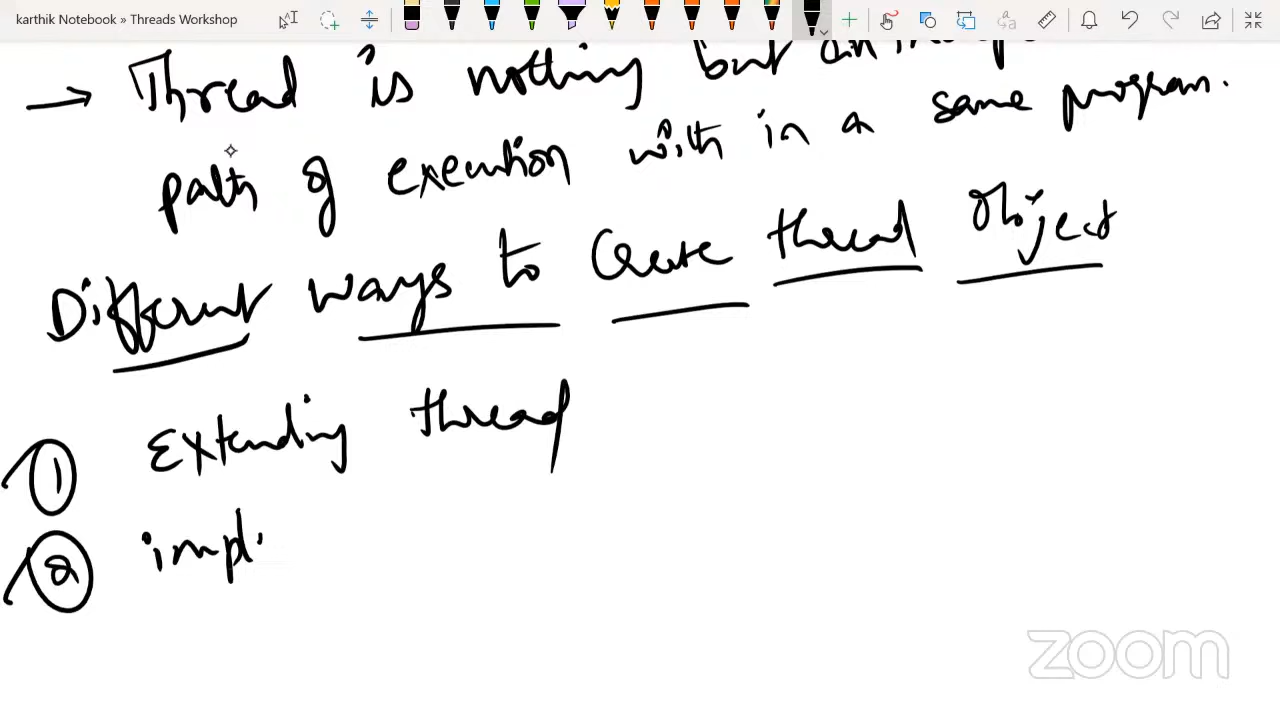 karthik Notebook » Threads Workshop
→ Thread is nothing but an
path of execution with in a same program.
Different ways to Create thread Object
1 Extending thread
2 impl
zoom